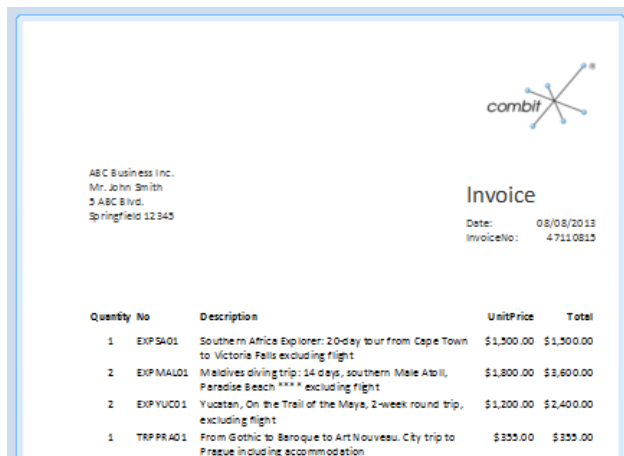 combit
ABC Business Inc.
Mr. John Smith
5 ABC Blvd.
Springfield 12345
Invoice
Date: 08/08/2013
InvoiceNo: 47110815
Quantity No Description UnitPrice Total
1 EXPSA01 Southern Africa Explorer: 20-day tour from Cape Town $1,500.00 $1,500.00
to Victoria Falls excluding flight
2 EXPMAL01 Maldives diving trip: 14 days, southern Male Atoll, $1,800.00 $3,600.00
Paradise Beach **** excluding flight
2 EXPYUC01 Yucatan, On the Trail of the Maya, 2-week round trip, $1,200.00 $2,400.00
excluding flight
1 TRPPRA01 From Gothic to Baroque to Art Nouveau. City trip to $355.00 $355.00
Prague including accommodation